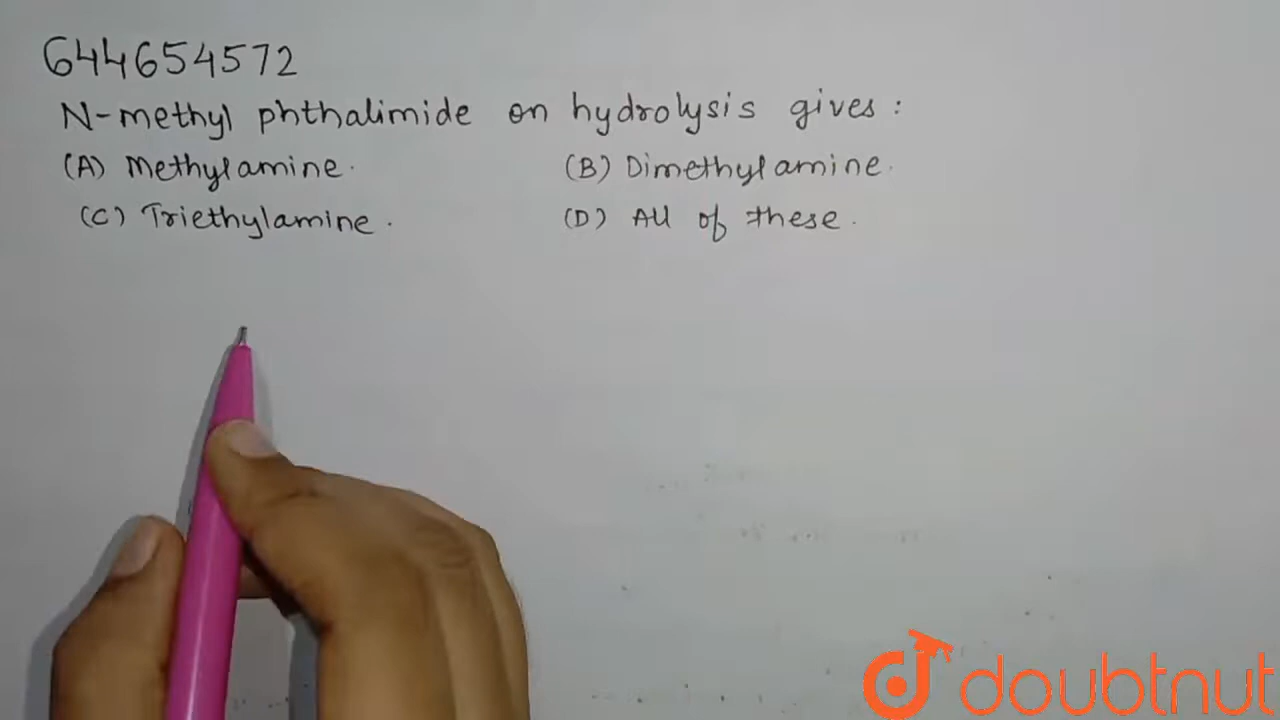 644654572
N-methyl phthalimide on hydrolysis gives :
(A) Methylamine. (B) Dimethylamine.
(C) Triethylamine. (D) All of these.
doubtnut